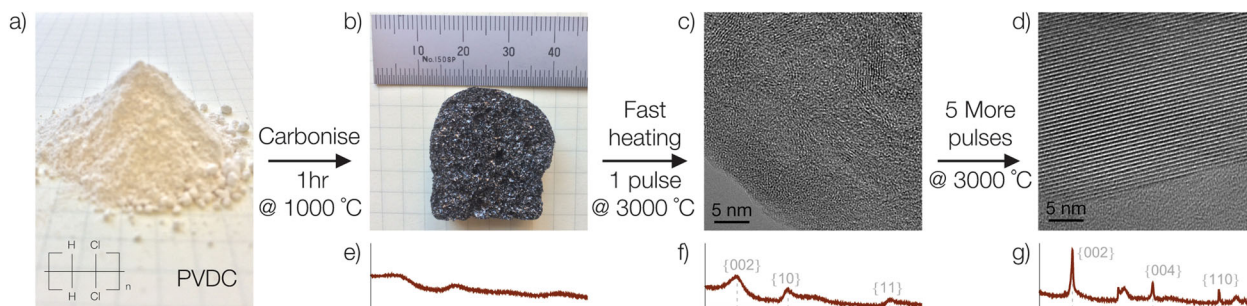 a)
b)
c)
d)
10 20 30 40
No.150BP
Carbonise
1hr
@ 1000 °C
Fast
heating
1 pulse
@ 3000 °C
5 More
pulses
@ 3000 °C
5 nm
5 nm
H Cl
n
H Cl
PVDC
e)
f)
{002}
{10}
{11}
g)
{002}
{004}
{110}